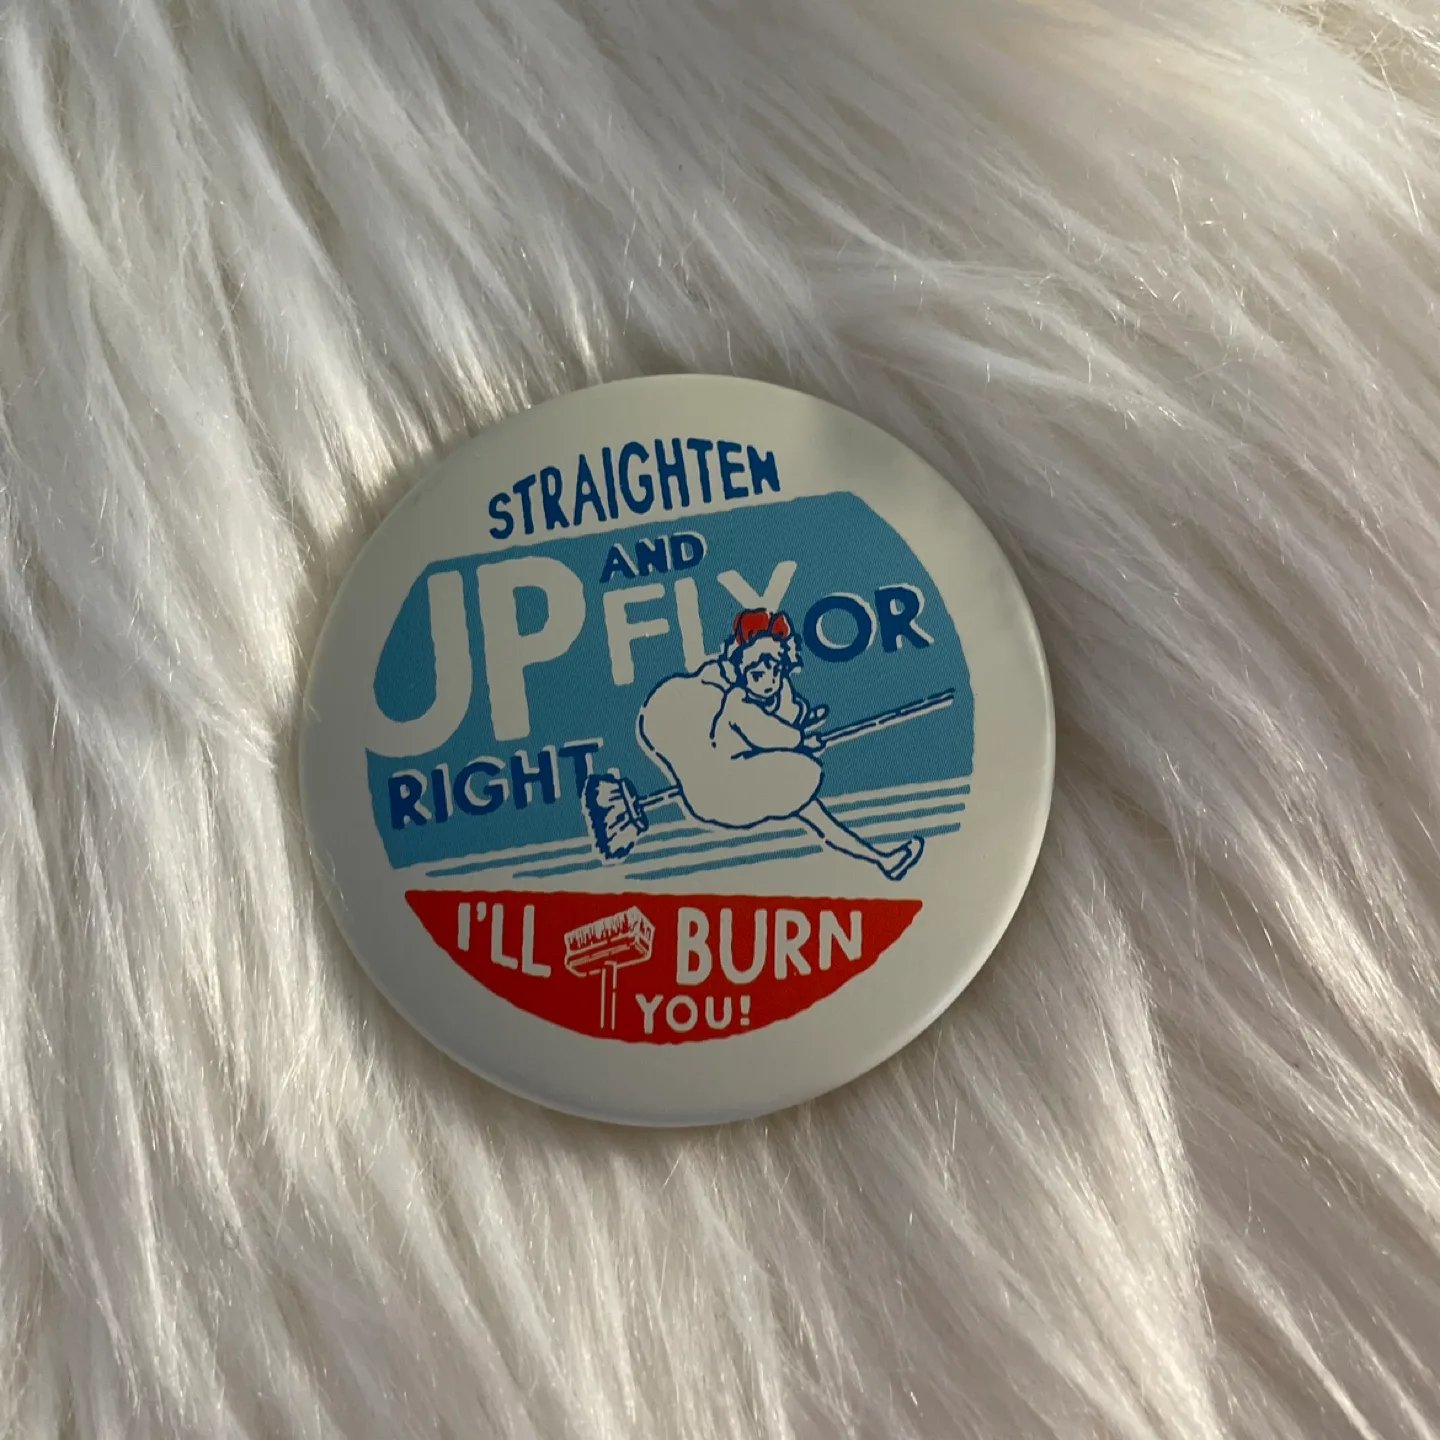 STRAIGHTEN
UP AND FLY OR
RIGHT
I'LL BURN
YOU!